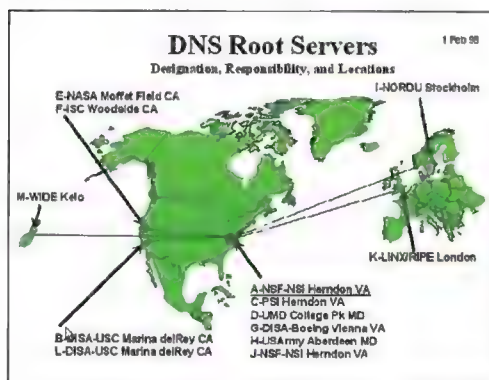 DNS Root Servers
1 Feb 98
Designation, Responsibility, and Locations
E-NASA Moffet Field CA
F-ISC Woodside CA
I-NORDU Stockholm
M-WIDE Keio
K-LINX/RIPE London
A-NSF-NSI Herndon VA
C-PSI Herndon VA
D-UMD College Pk MD
G-DISA-Boeing Vienna VA
H-USArmy Aberdeen MD
J-NSF-NSI Herndon VA
B-DISA-USC Marina delRey CA
L-DISA-USC Marina delRey CA